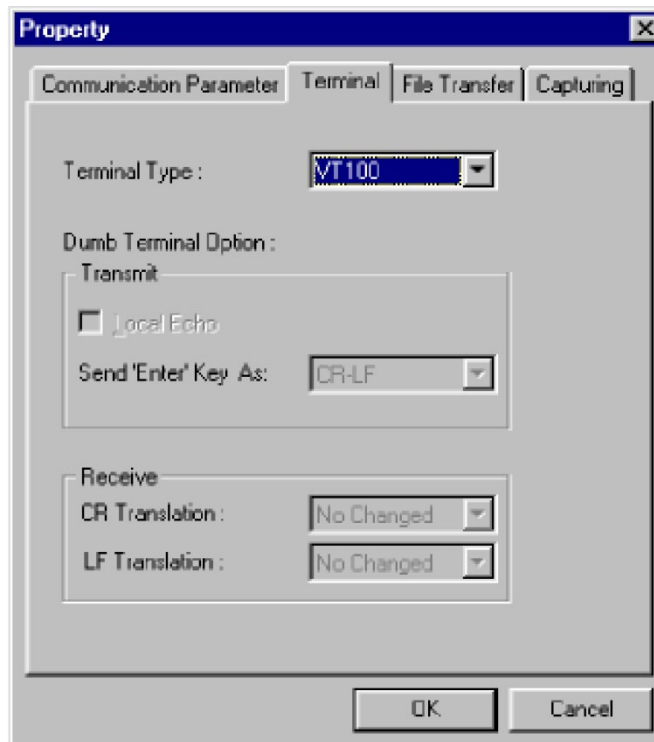 Property
Communication Parameter Terminal File Transfer Capturing
Terminal Type : VT100
Dumb Terminal Option :
Transmit
Local Echo
Send 'Enter' Key As: CR-LF
Receive
CR Translation : No Changed
LF Translation : No Changed
OK Cancel